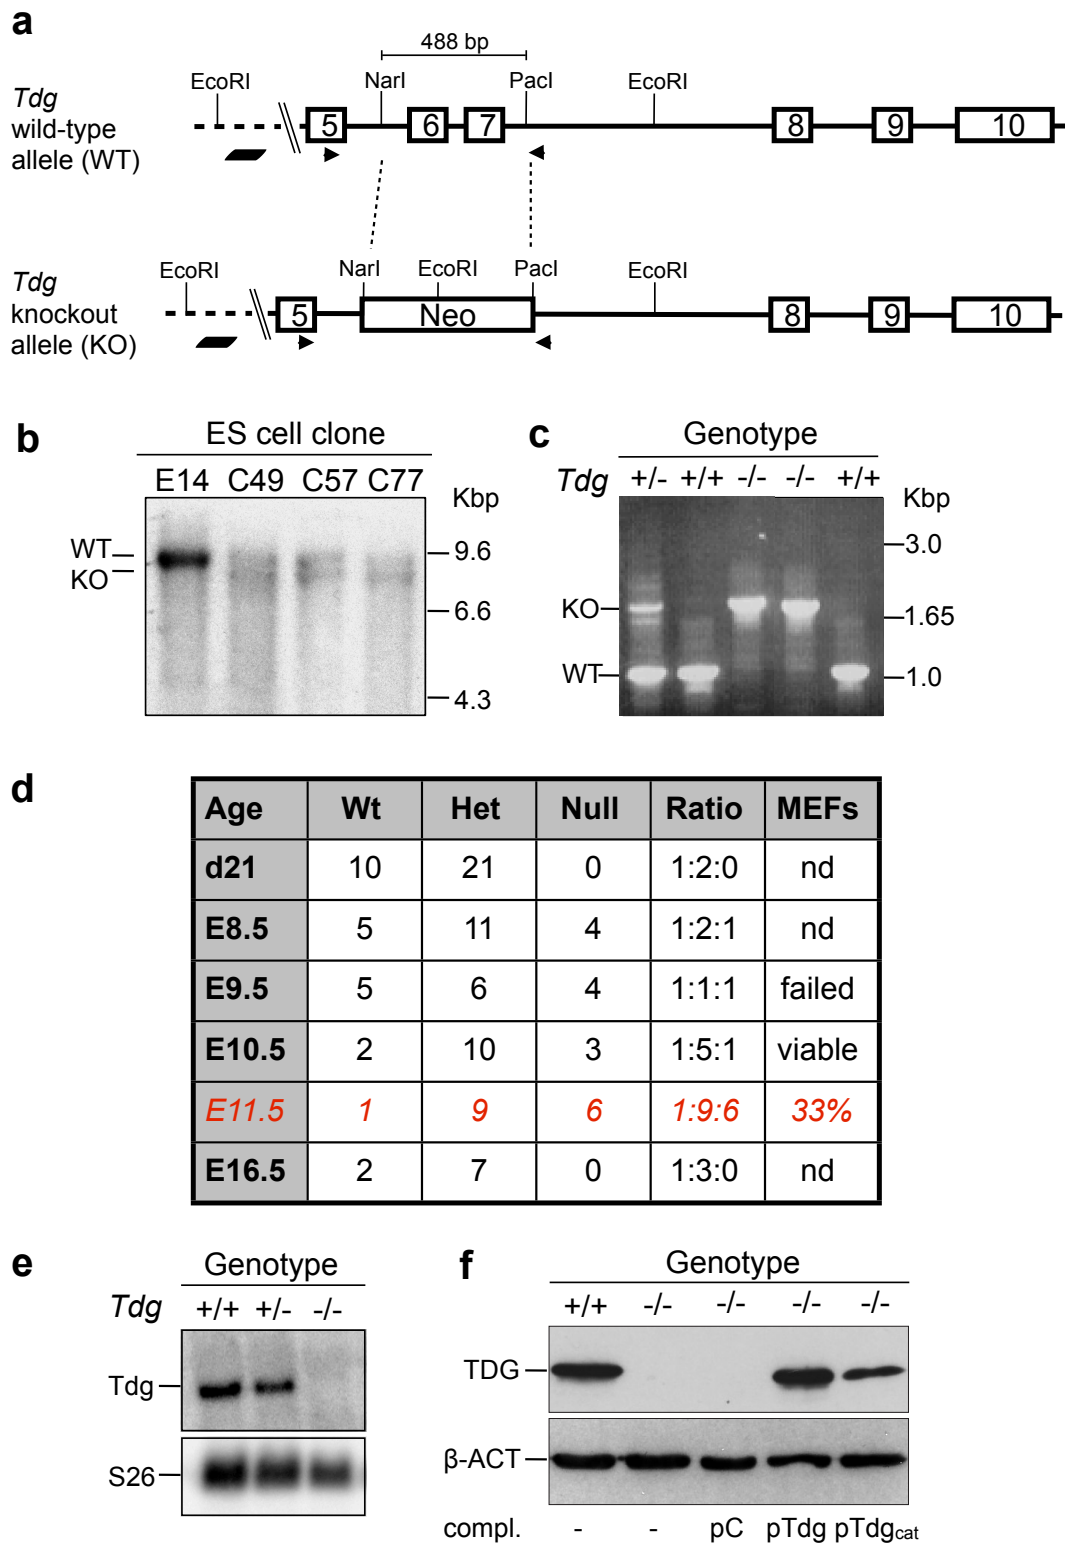 a
488 bp
EcoRI NarI PacI EcoRI
Tdg
wild-type
allele (WT)
5 6 7 8 9 10
EcoRI NarI EcoRI PacI EcoRI
Tdg
knockout
allele (KO)
5 Neo 8 9 10
b
ES cell clone
E14 C49 C57 C77
Kbp
WT
KO
9.6
6.6
4.3
c
Genotype
Tdg +/- +/+ -/- -/- +/+
Kbp
3.0
KO
1.65
WT
1.0
d
Age Wt Het Null Ratio MEFs
d21 10 21 0 1:2:0 nd
E8.5 5 11 4 1:2:1 nd
E9.5 5 6 4 1:1:1 failed
E10.5 2 10 3 1:5:1 viable
E11.5 1 9 6 1:9:6 33%
E16.5 2 7 0 1:3:0 nd
e
Genotype
Tdg +/+ +/- -/-
Tdg
S26
f
Genotype
+/+ -/- -/- -/- -/-
TDG
β-ACT
compl. - - pC pTdg pTdgcat